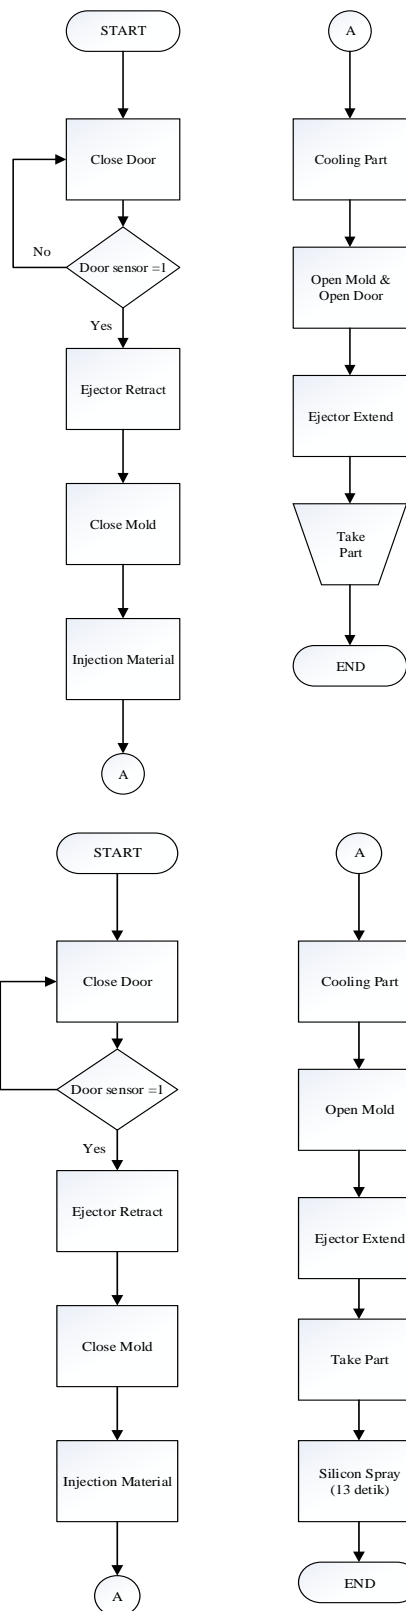 START
Close Door
Door sensor =1
No
Yes
Ejector Retract
Close Mold
Injection Material
A
A
Cooling Part
Open Mold &
Open Door
Ejector Extend
Take
Part
END
START
Close Door
Door sensor =1
Yes
Ejector Retract
Close Mold
Injection Material
A
A
Cooling Part
Open Mold
Ejector Extend
Take Part
Silicon Spray
(13 detik)
END